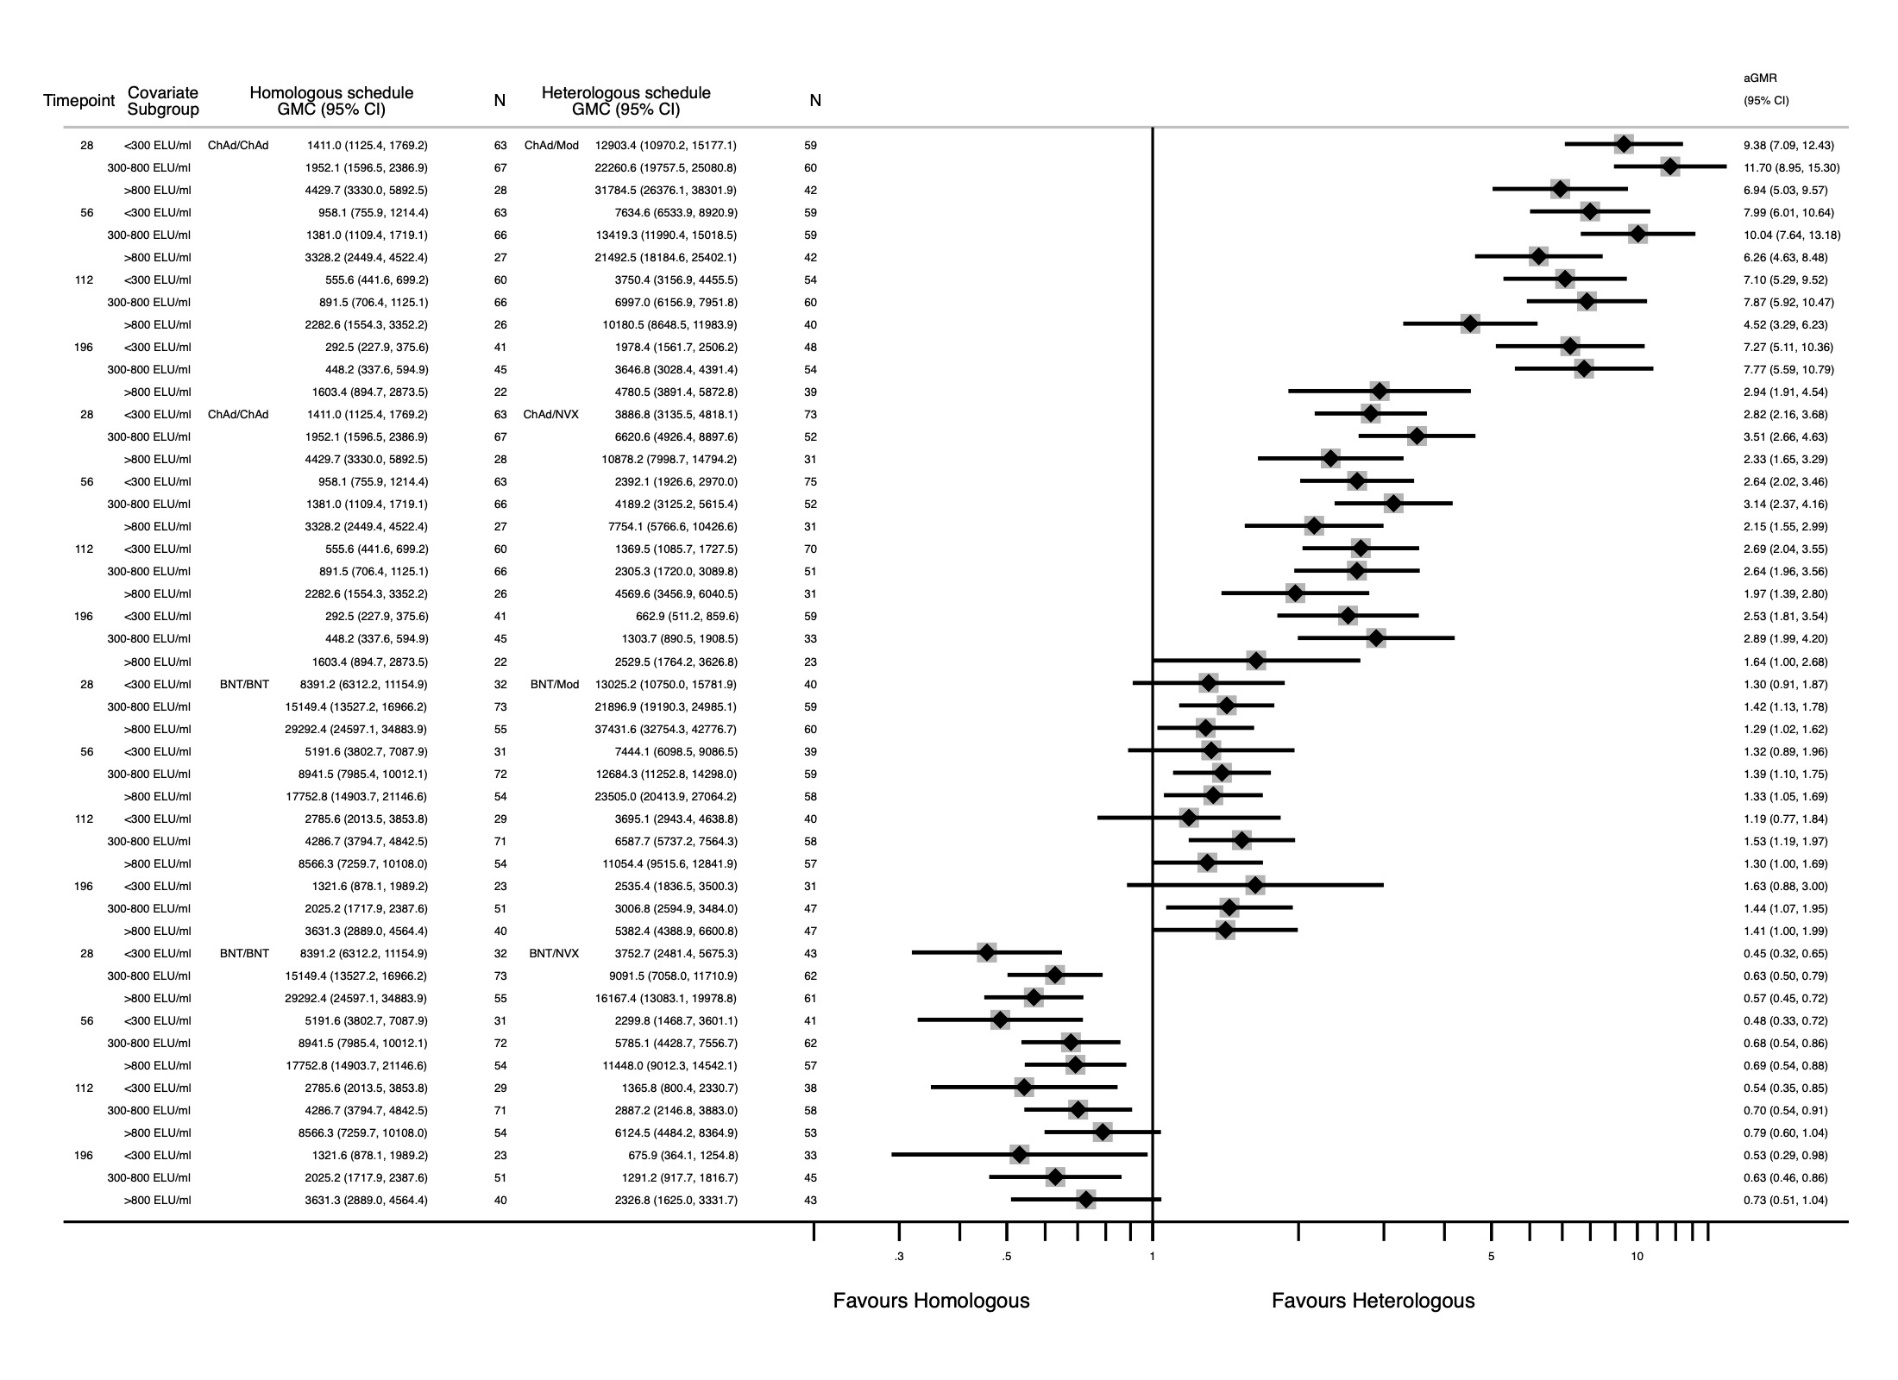 aGMR
Timepoint Covariate Subgroup Homologous schedule GMC (95% CI) N Heterologous schedule GMC (95% CI) N (95% CI)
28 <300 ELU/ml ChAd/ChAd 1411.0 (1125.4, 1769.2) 63 ChAd/Mod 12903.4 (10970.2, 15177.1) 59 9.38 (7.09, 12.43)
300-800 ELU/ml 1952.1 (1596.5, 2386.9) 67 22260.6 (19757.5, 25080.8) 60 11.70 (8.95, 15.30)
>800 ELU/ml 4429.7 (3330.0, 5892.5) 28 31784.5 (26376.1, 38301.9) 42 6.94 (5.03, 9.57)
56 <300 ELU/ml 958.1 (755.9, 1214.4) 63 7634.6 (6533.9, 8920.9) 59 7.99 (6.01, 10.64)
300-800 ELU/ml 1381.0 (1109.4, 1719.1) 66 13419.3 (11990.4, 15018.5) 59 10.04 (7.64, 13.18)
>800 ELU/ml 3328.2 (2449.4, 4522.4) 27 21492.5 (18184.6, 25402.1) 42 6.26 (4.63, 8.48)
112 <300 ELU/ml 555.6 (441.6, 699.2) 60 3750.4 (3156.9, 4455.5) 54 7.10 (5.29, 9.52)
300-800 ELU/ml 891.5 (706.4, 1125.1) 66 6997.0 (6156.9, 7951.8) 60 7.87 (5.92, 10.47)
>800 ELU/ml 2282.6 (1554.3, 3352.2) 26 10180.5 (8648.5, 11983.9) 40 4.52 (3.29, 6.23)
196 <300 ELU/ml 292.5 (227.9, 375.6) 41 1978.4 (1561.7, 2506.2) 48 7.27 (5.11, 10.36)
300-800 ELU/ml 448.2 (337.6, 594.9) 45 3646.8 (3028.4, 4391.4) 54 7.77 (5.59, 10.79)
>800 ELU/ml 1603.4 (894.7, 2873.5) 22 4780.5 (3891.4, 5872.8) 39 2.94 (1.91, 4.54)
28 <300 ELU/ml ChAd/ChAd 1411.0 (1125.4, 1769.2) 63 ChAd/NVX 3886.8 (3135.5, 4818.1) 73 2.82 (2.16, 3.68)
300-800 ELU/ml 1952.1 (1596.5, 2386.9) 67 6620.6 (4926.4, 8897.6) 52 3.51 (2.66, 4.63)
>800 ELU/ml 4429.7 (3330.0, 5892.5) 28 10878.2 (7998.7, 14794.2) 31 2.33 (1.65, 3.29)
56 <300 ELU/ml 958.1 (755.9, 1214.4) 63 2392.1 (1926.6, 2970.0) 75 2.64 (2.02, 3.46)
300-800 ELU/ml 1381.0 (1109.4, 1719.1) 66 4189.2 (3125.2, 5615.4) 52 3.14 (2.37, 4.16)
>800 ELU/ml 3328.2 (2449.4, 4522.4) 27 7754.1 (5766.6, 10426.6) 31 2.15 (1.55, 2.99)
112 <300 ELU/ml 555.6 (441.6, 699.2) 60 1369.5 (1085.7, 1727.5) 70 2.69 (2.04, 3.55)
300-800 ELU/ml 891.5 (706.4, 1125.1) 66 2305.3 (1720.0, 3089.8) 51 2.64 (1.96, 3.56)
>800 ELU/ml 2282.6 (1554.3, 3352.2) 26 4569.6 (3456.9, 6040.5) 31 1.97 (1.39, 2.80)
196 <300 ELU/ml 292.5 (227.9, 375.6) 41 662.9 (511.2, 859.6) 59 2.53 (1.81, 3.54)
300-800 ELU/ml 448.2 (337.6, 594.9) 45 1303.7 (890.5, 1908.5) 33 2.89 (1.99, 4.20)
>800 ELU/ml 1603.4 (894.7, 2873.5) 22 2529.5 (1764.2, 3626.8) 23 1.64 (1.00, 2.68)
28 <300 ELU/ml BNT/BNT 8391.2 (6312.2, 11154.9) 32 BNT/Mod 13025.2 (10750.0, 15781.9) 40 1.30 (0.91, 1.87)
300-800 ELU/ml 15149.4 (13527.2, 16966.2) 73 21896.9 (19190.3, 24985.1) 59 1.42 (1.13, 1.78)
>800 ELU/ml 29292.4 (24597.1, 34883.9) 55 37431.6 (32754.3, 42776.7) 60 1.29 (1.02, 1.62)
56 <300 ELU/ml 5191.6 (3802.7, 7087.9) 31 7444.1 (6098.5, 9086.5) 39 1.32 (0.89, 1.96)
300-800 ELU/ml 8941.5 (7985.4, 10012.1) 72 12684.3 (11252.8, 14298.0) 59 1.39 (1.10, 1.75)
>800 ELU/ml 17752.8 (14903.7, 21146.6) 54 23505.0 (20413.9, 27064.2) 58 1.33 (1.05, 1.69)
112 <300 ELU/ml 2785.6 (2013.5, 3853.8) 29 3695.1 (2943.4, 4638.8) 40 1.19 (0.77, 1.84)
300-800 ELU/ml 4286.7 (3794.7, 4842.5) 71 6587.7 (5737.2, 7564.3) 58 1.53 (1.19, 1.97)
>800 ELU/ml 8566.3 (7259.7, 10108.0) 54 11054.4 (9515.6, 12841.9) 57 1.30 (1.00, 1.69)
196 <300 ELU/ml 1321.6 (878.1, 1989.2) 23 2535.4 (1836.5, 3500.3) 31 1.63 (0.88, 3.00)
300-800 ELU/ml 2025.2 (1717.9, 2387.6) 51 3006.8 (2594.9, 3484.0) 47 1.44 (1.07, 1.95)
>800 ELU/ml 3631.3 (2889.0, 4564.4) 40 5382.4 (4388.9, 6600.8) 47 1.41 (1.00, 1.99)
28 <300 ELU/ml BNT/BNT 8391.2 (6312.2, 11154.9) 32 BNT/NVX 3752.7 (2481.4, 5675.3) 43 0.45 (0.32, 0.65)
300-800 ELU/ml 15149.4 (13527.2, 16966.2) 73 9091.5 (7058.0, 11710.9) 62 0.63 (0.50, 0.79)
>800 ELU/ml 29292.4 (24597.1, 34883.9) 55 16167.4 (13083.1, 19978.8) 61 0.57 (0.45, 0.72)
56 <300 ELU/ml 5191.6 (3802.7, 7087.9) 31 2299.8 (1468.7, 3601.1) 41 0.48 (0.33, 0.72)
300-800 ELU/ml 8941.5 (7985.4, 10012.1) 72 5785.1 (4428.7, 7556.7) 62 0.68 (0.54, 0.86)
>800 ELU/ml 17752.8 (14903.7, 21146.6) 54 11448.0 (9012.3, 14542.1) 57 0.69 (0.54, 0.88)
112 <300 ELU/ml 2785.6 (2013.5, 3853.8) 29 1365.8 (800.4, 2330.7) 38 0.54 (0.35, 0.85)
300-800 ELU/ml 4286.7 (3794.7, 4842.5) 71 2887.2 (2146.8, 3883.0) 58 0.70 (0.54, 0.91)
>800 ELU/ml 8566.3 (7259.7, 10108.0) 54 6124.5 (4484.2, 8364.9) 53 0.79 (0.60, 1.04)
196 <300 ELU/ml 1321.6 (878.1, 1989.2) 23 675.9 (364.1, 1254.8) 33 0.53 (0.29, 0.98)
300-800 ELU/ml 2025.2 (1717.9, 2387.6) 51 1291.2 (917.7, 1816.7) 45 0.63 (0.46, 0.86)
>800 ELU/ml 3631.3 (2889.0, 4564.4) 40 2326.8 (1625.0, 3331.7) 43 0.73 (0.51, 1.04)
.3 .5 1 5 10
Favours Homologous Favours Heterologous